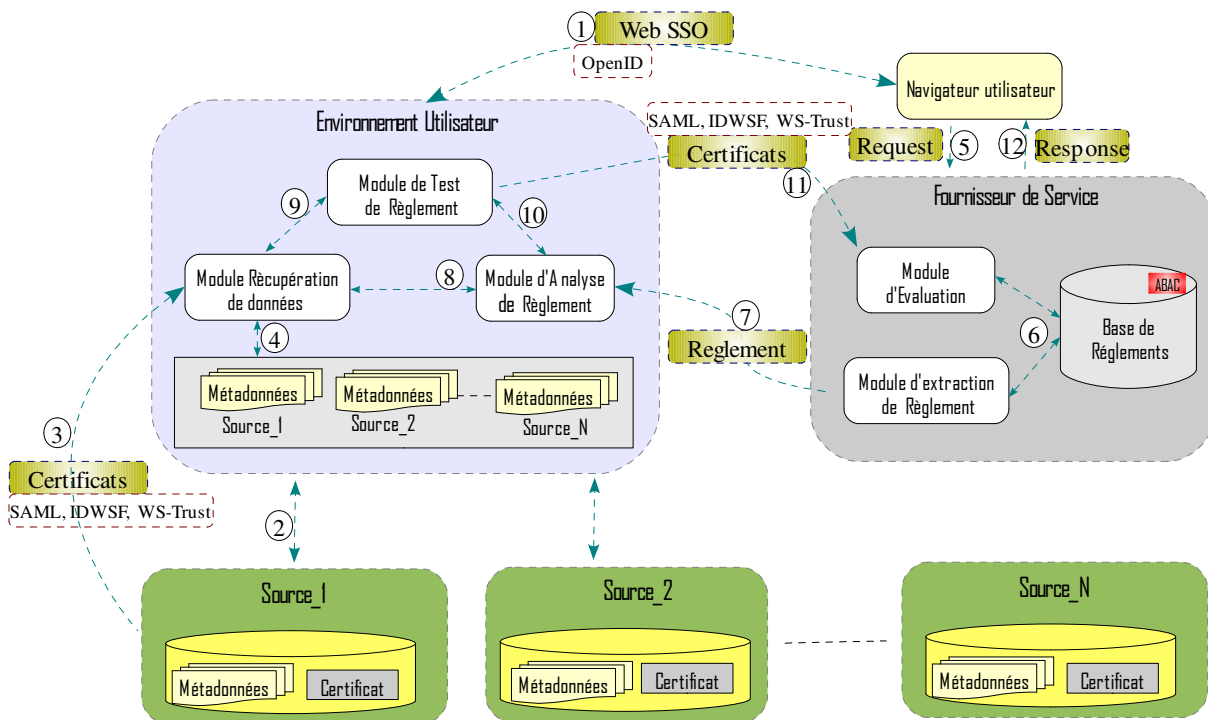 1
Web SSO
OpenID
Navigateur utilisateur
Environnement Utilisateur
SAML, IDWSF, WS-Trust
Certificats
Request
5
12
Response
11
Fournisseur de Service
Module de Test
de Règlement
9
10
Module Rècupération
de données
8
Module d'Analyse
de Règlement
7
Reglement
Module
d'Evaluation
ABAC
Base de
Réglements
6
Module d'extraction
de Règlement
4
Métadonnées
Source_1
Métadonnées
Source_2
Métadonnées
Source_N
3
Certificats
SAML, IDWSF, WS-Trust
2
Source_1
Métadonnées
Certificat
Source_2
Métadonnées
Certificat
Source_N
Métadonnées
Certificat